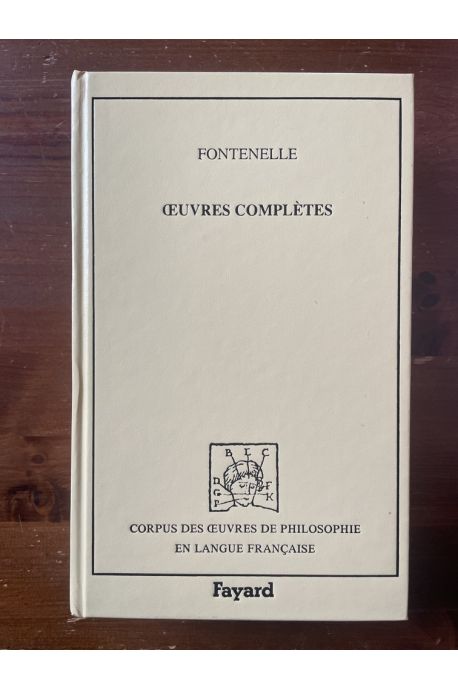 FONTENELLE
ŒUVRES COMPLÈTES
B E C
D F
G K
P
CORPUS DES ŒUVRES DE PHILOSOPHIE
EN LANGUE FRANÇAISE
Fayard